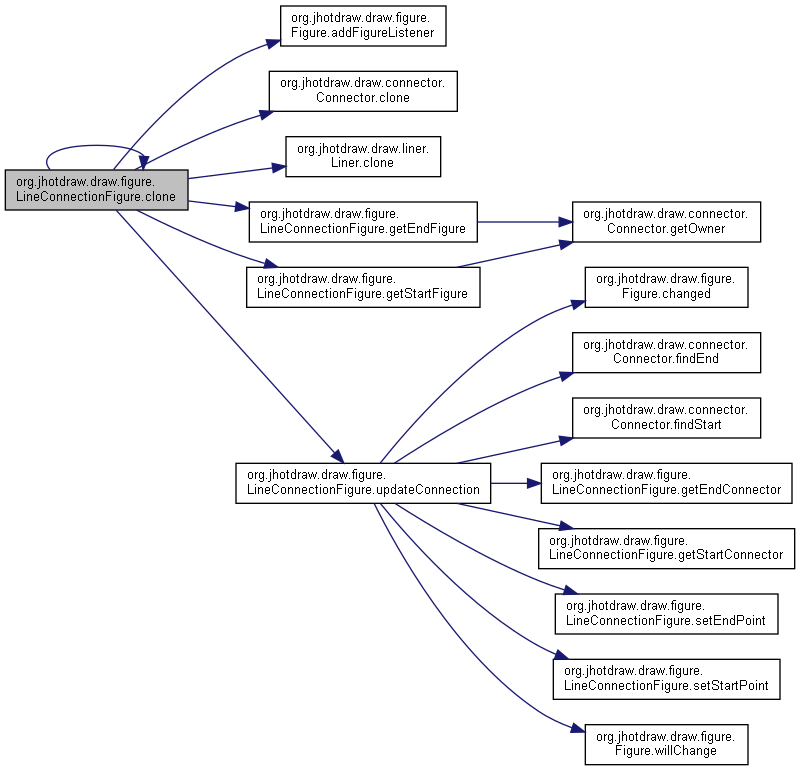 org.jhotdraw.draw.figure.
Figure.addFigureListener
org.jhotdraw.draw.connector.
Connector.clone
org.jhotdraw.draw.liner.
Liner.clone
org.jhotdraw.draw.figure.
LineConnectionFigure.clone
org.jhotdraw.draw.figure.
LineConnectionFigure.getEndFigure
org.jhotdraw.draw.connector.
Connector.getOwner
org.jhotdraw.draw.figure.
LineConnectionFigure.getStartFigure
org.jhotdraw.draw.figure.
Figure.changed
org.jhotdraw.draw.connector.
Connector.findEnd
org.jhotdraw.draw.connector.
Connector.findStart
org.jhotdraw.draw.figure.
LineConnectionFigure.updateConnection
org.jhotdraw.draw.figure.
LineConnectionFigure.getEndConnector
org.jhotdraw.draw.figure.
LineConnectionFigure.getStartConnector
org.jhotdraw.draw.figure.
LineConnectionFigure.setEndPoint
org.jhotdraw.draw.figure.
LineConnectionFigure.setStartPoint
org.jhotdraw.draw.figure.
Figure.willChange